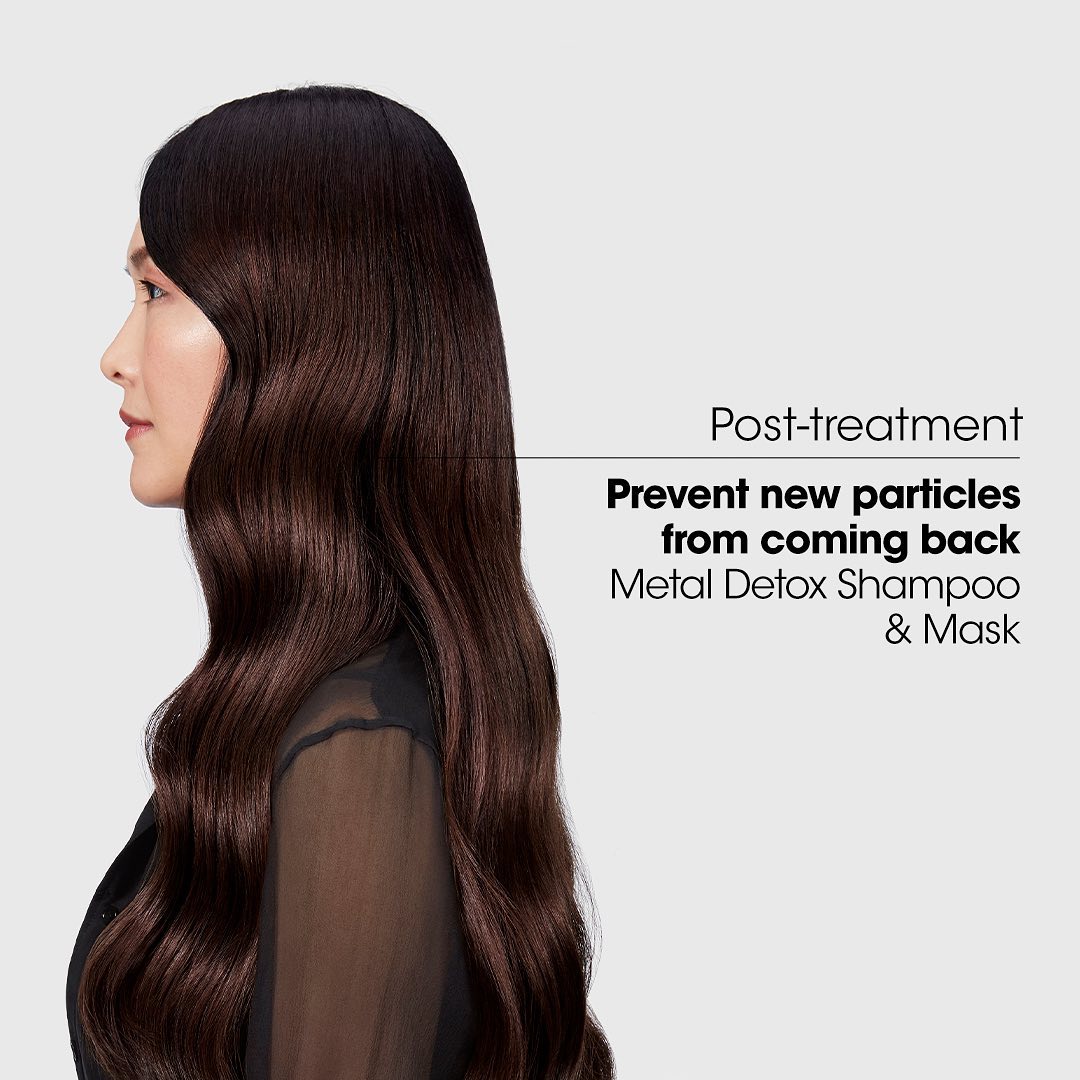 Post-treatment
Prevent new particles
from coming back
Metal Detox Shampoo
& Mask